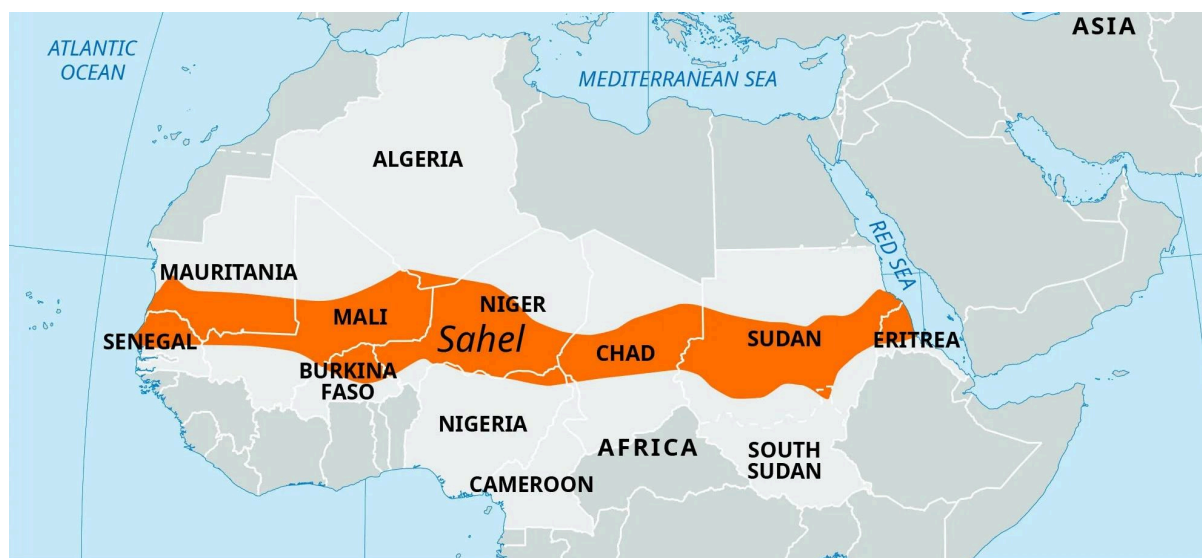 ASIA
ATLANTIC
OCEAN
MEDITERRANEAN SEA
ALGERIA
RED SEA
MAURITANIA
NIGER
MALI
Sahel
SENEGAL
CHAD
SUDAN
ERITREA
BURKINA
FASO
NIGERIA
AFRICA
SOUTH
SUDAN
CAMEROON